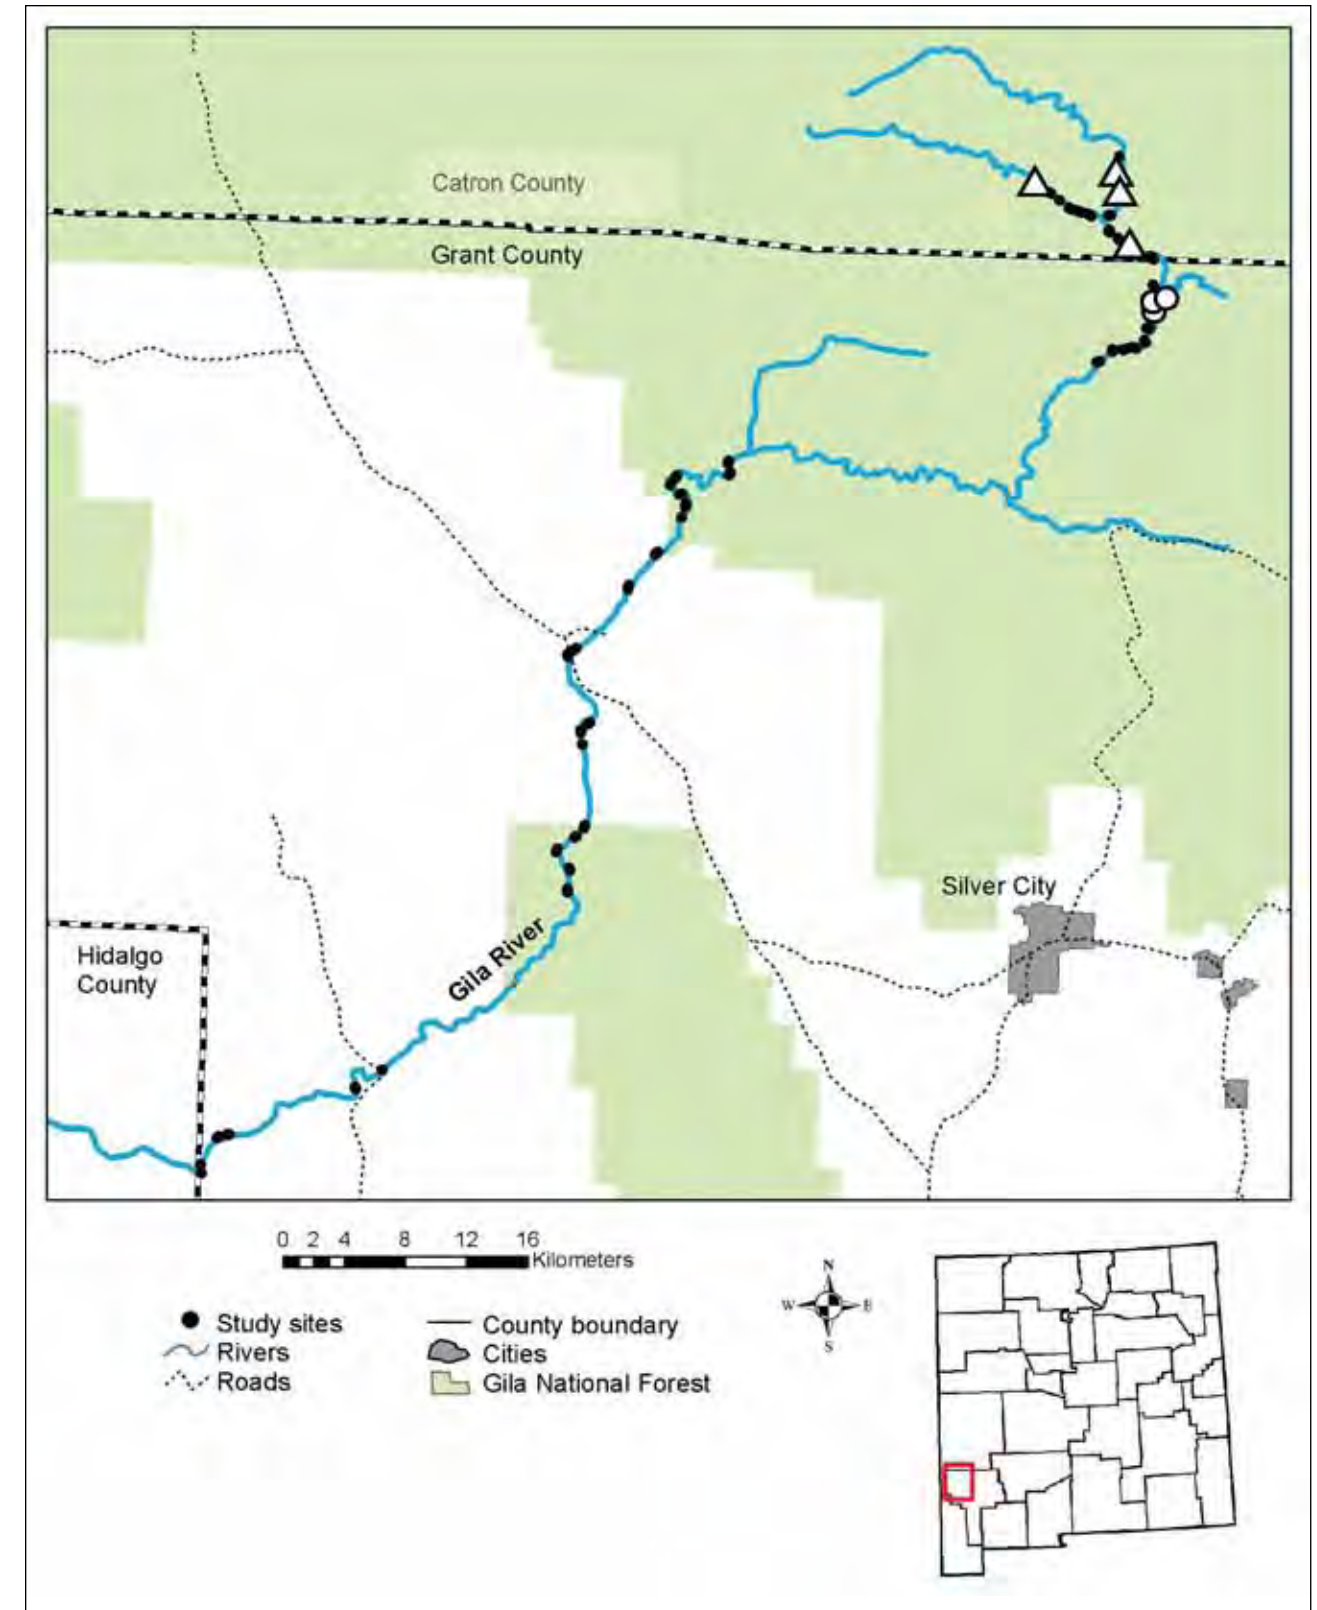 Catron County
Grant County
Silver City
Hidalgo
County
Gila River
0 2 4 8 12 16
Kilometers
N
W E
S
Study sites
Rivers
Roads
County boundary
Cities
Gila National Forest